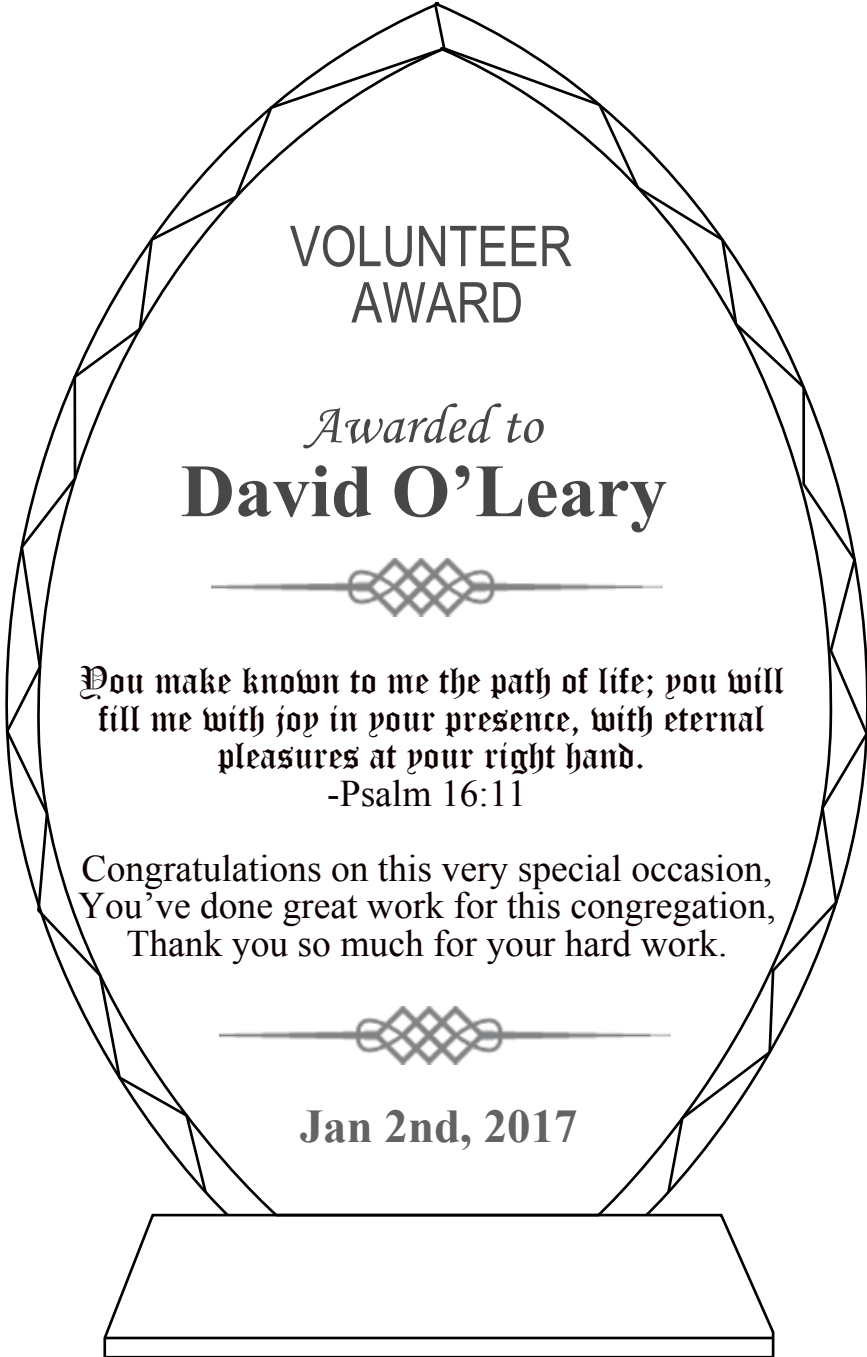 VOLUNTEER
AWARD
Awarded to
David O’Leary
You make known to me the path of life; you will
fill me with joy in your presence, with eternal
pleasures at your right hand.
-Psalm 16:11
Congratulations on this very special occasion,
You’ve done great work for this congregation,
Thank you so much for your hard work.
Jan 2nd, 2017